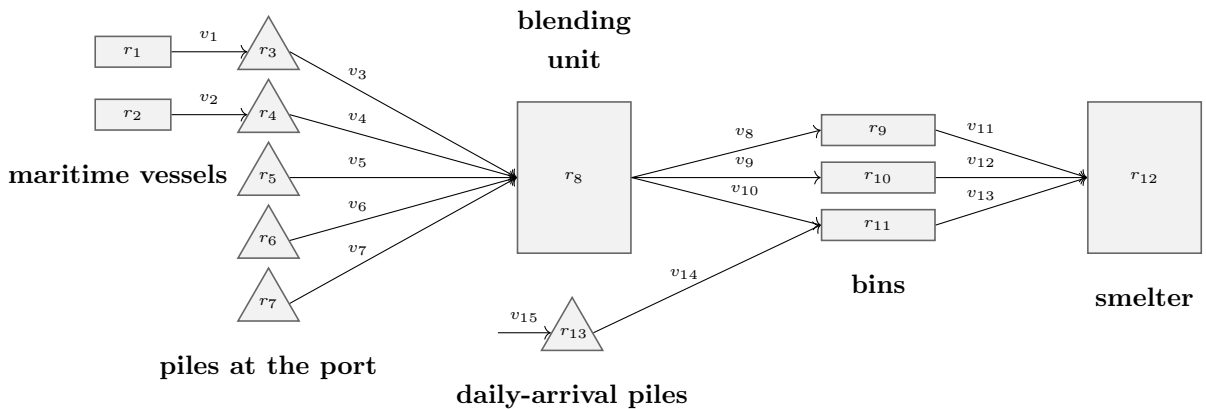 blending
unit
r₁
v₁
r₃
v₃
r₂
v₂
r₄
v₄
maritime vessels
r₅
v₅
r₆
v₆
r₇
v₇
piles at the port
r₈
v₈
v₉
v₁₀
r₉
r₁₀
r₁₁
v₁₁
v₁₂
v₁₃
bins
r₁₂
smelter
v₁₄
v₁₅
r₁₃
daily-arrival piles